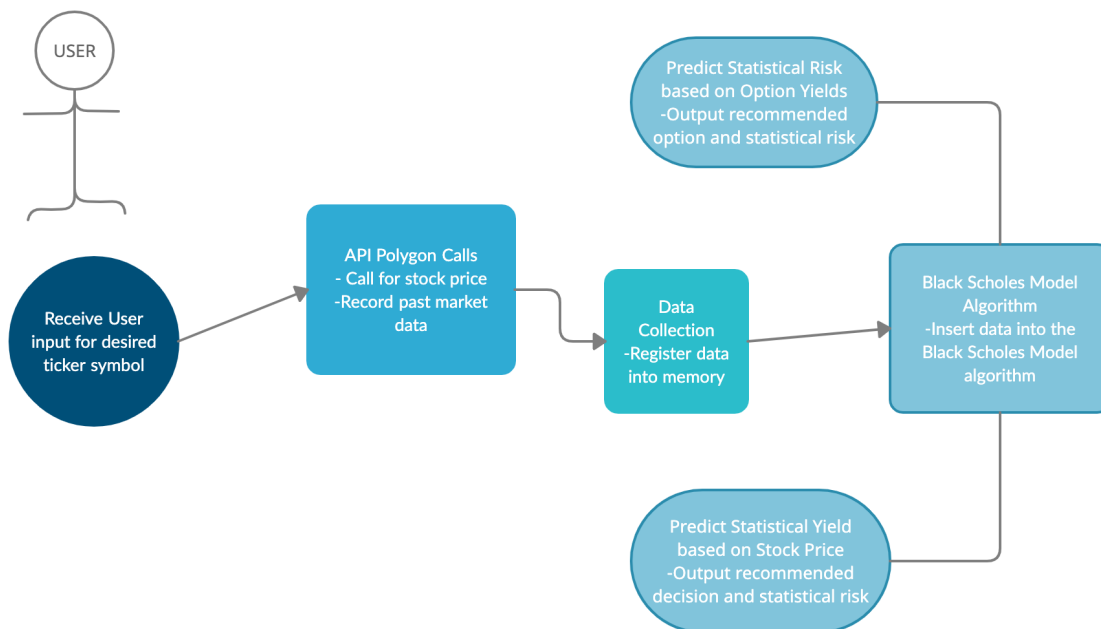 USER
Receive User
input for desired
ticker symbol
API Polygon Calls
- Call for stock price
-Record past market
data
Data
Collection
-Register data
into memory
Black Scholes Model
Algorithm
-Insert data into the
Black Scholes Model
algorithm
Predict Statistical Risk
based on Option Yields
-Output recommended
option and statistical risk
Predict Statistical Yield
based on Stock Price
-Output recommended
decision and statistical risk